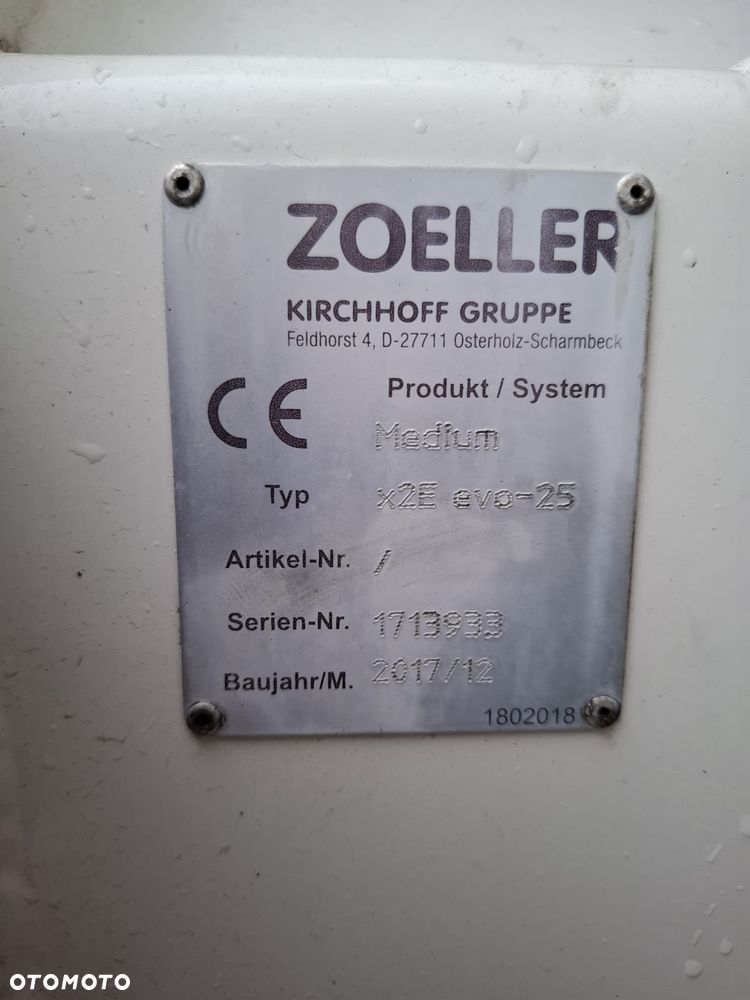 ZOELLER
KIRCHHOFF GRUPPE
Feldhorst 4, D-27711 Osterholz-Scharmbeck
CE
Produkt / System
Medium
Typ x2E evo-25
Artikel-Nr. /
Serien-Nr. 1713933
Baujahr/M. 2017/12
1802018
OTOMOTO